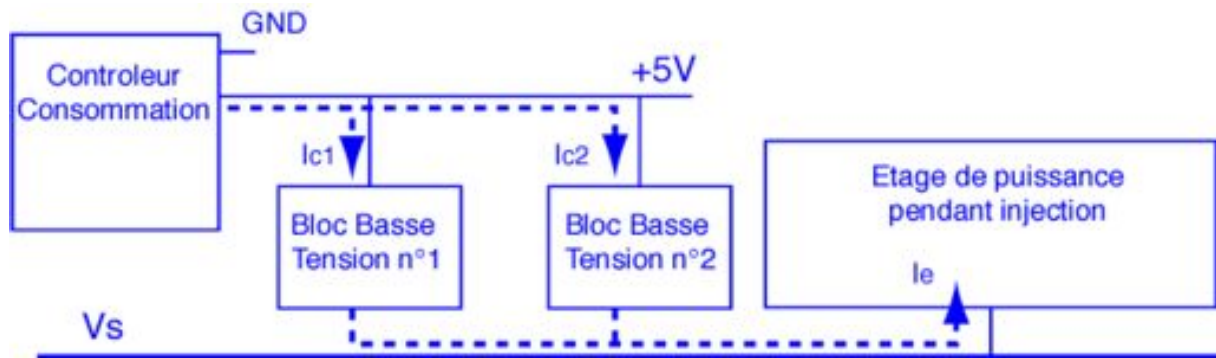 GND
Controleur
Consommation
+5V
Ic1
Ic2
Bloc Basse
Tension n°1
Bloc Basse
Tension n°2
Etage de puissance
pendant injection
Ie
Vs